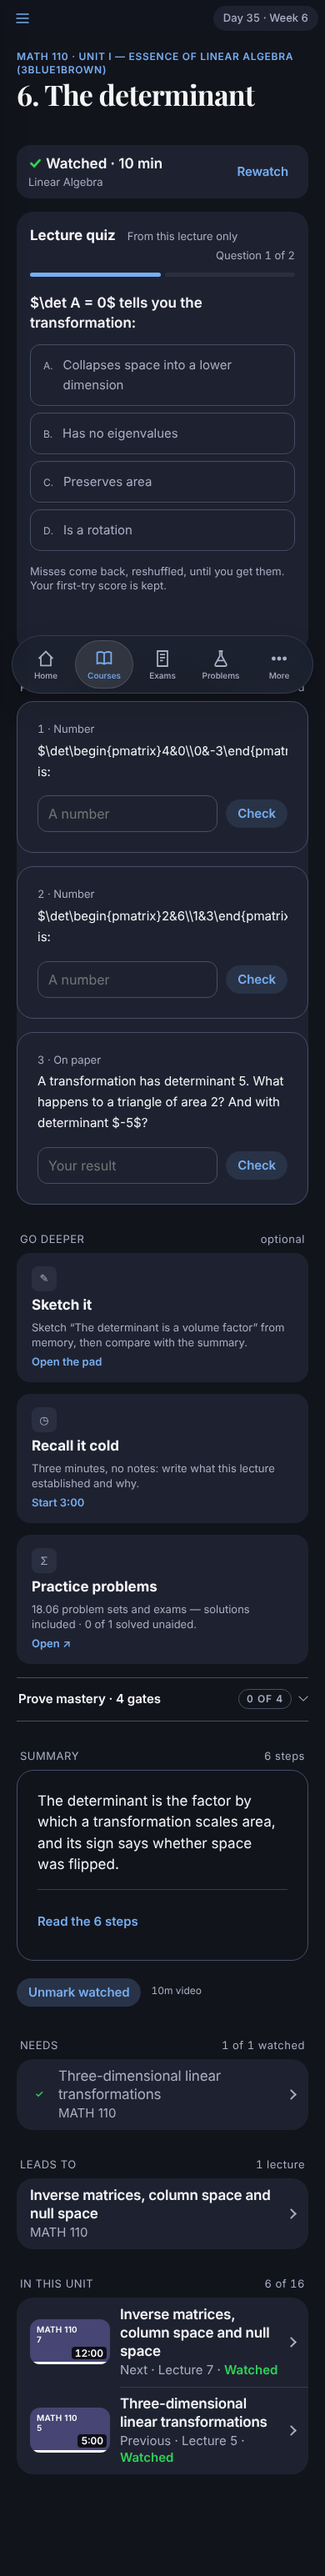 Day 35 · Week 6
MATH 110 · UNIT I — ESSENCE OF LINEAR ALGEBRA
(3BLUE1BROWN)
6. The determinant
Watched · 10 min
Linear Algebra
Rewatch
Lecture quiz From this lecture only
Question 1 of 2
$\det A = 0$ tells you the
transformation:
A. Collapses space into a lower
dimension
B. Has no eigenvalues
C. Preserves area
D. Is a rotation
Misses come back, reshuffled, until you get them.
Your first-try score is kept.
Home
Courses
Exams
Problems
More
1 · Number
$\det\begin{pmatrix}4&0\\0&-3\end{pmatr
is:
A number
Check
2 · Number
$\det\begin{pmatrix}2&6\\1&3\end{pmatrix
is:
A number
Check
3 · On paper
A transformation has determinant 5. What
happens to a triangle of area 2? And with
determinant $-5$?
Your result
Check
GO DEEPER optional
Sketch it
Sketch “The determinant is a volume factor” from
memory, then compare with the summary.
Open the pad
Recall it cold
Three minutes, no notes: write what this lecture
established and why.
Start 3:00
Σ
Practice problems
18.06 problem sets and exams — solutions
included · 0 of 1 solved unaided.
Open ↗
Prove mastery · 4 gates 0 OF 4
SUMMARY 6 steps
The determinant is the factor by
which a transformation scales area,
and its sign says whether space
was flipped.
Read the 6 steps
Unmark watched 10m video
NEEDS 1 of 1 watched
Three-dimensional linear
transformations
MATH 110
LEADS TO 1 lecture
Inverse matrices, column space and
null space
MATH 110
IN THIS UNIT 6 of 16
MATH 110
7
12:00
Inverse matrices,
column space and null
space
Next · Lecture 7 · Watched
MATH 110
5
5:00
Three-dimensional
linear transformations
Previous · Lecture 5 ·
Watched